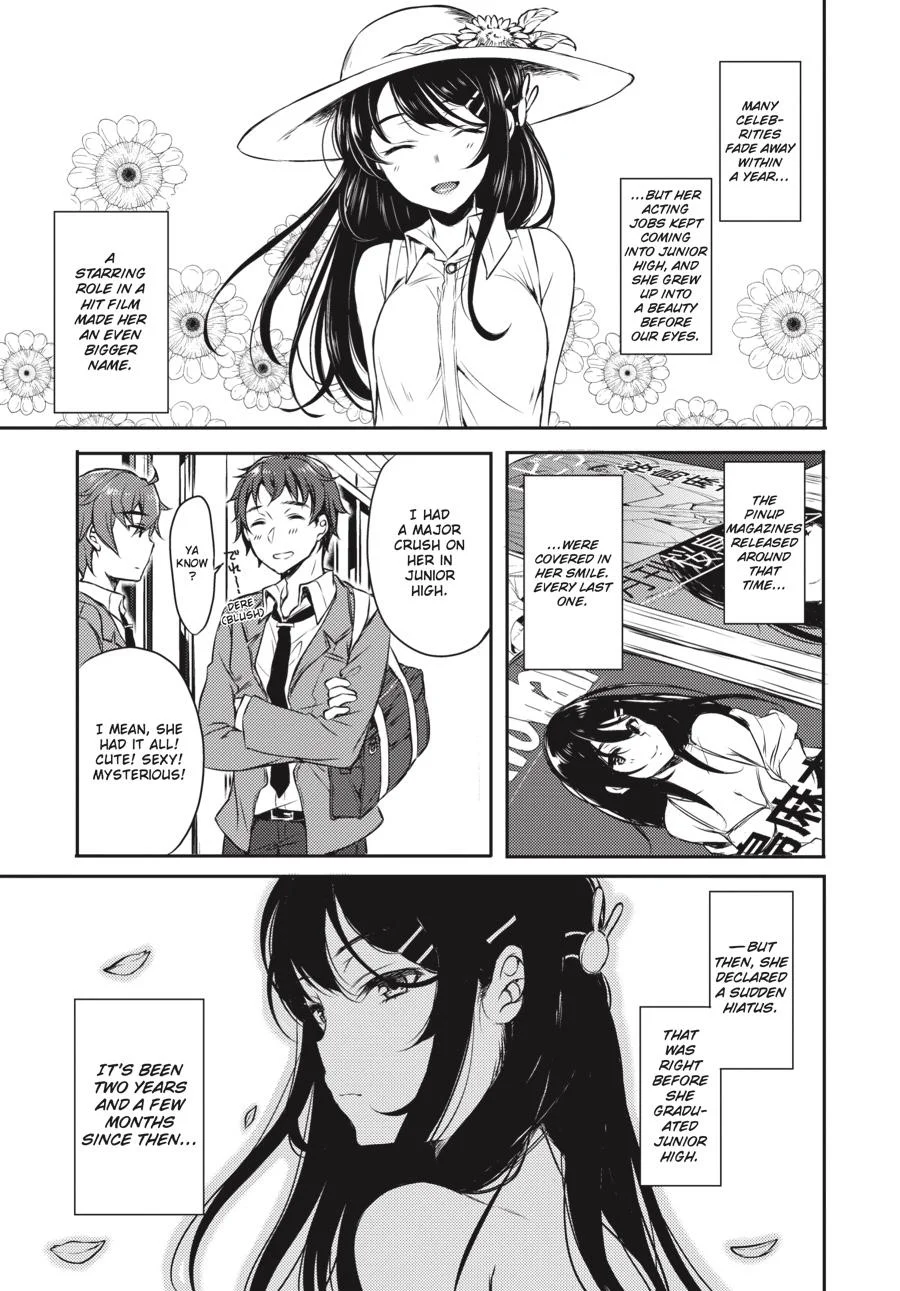 MANY
CELEB-
RITIES
FADE AWAY
WITHIN
A YEAR...
...BUT HER
ACTING
JOBS KEPT
COMING
INTO JUNIOR
HIGH, AND
SHE GREW
UP INTO
A BEAUTY
BEFORE
OUR EYES.
A
STARRING
ROLE IN A
HIT FILM
MADE HER
AN EVEN
BIGGER
NAME.
THE
PINUP
MAGAZINES
RELEASED
AROUND
THAT
TIME...
...WERE
COVERED IN
HER SMILE.
EVERY LAST
ONE.
I HAD
A MAJOR
CRUSH ON
HER IN
JUNIOR
HIGH.
YA
KNOW
?
DERE
(BLUSH)
I MEAN, SHE
HAD IT ALL!
CUTE! SEXY!
MYSTERIOUS!
—BUT
THEN, SHE
DECLARED
A SUDDEN
HIATUS.
THAT
WAS
RIGHT
BEFORE
SHE
GRADU-
ATED
JUNIOR
HIGH.
IT'S BEEN
TWO YEARS
AND A FEW
MONTHS
SINCE THEN...